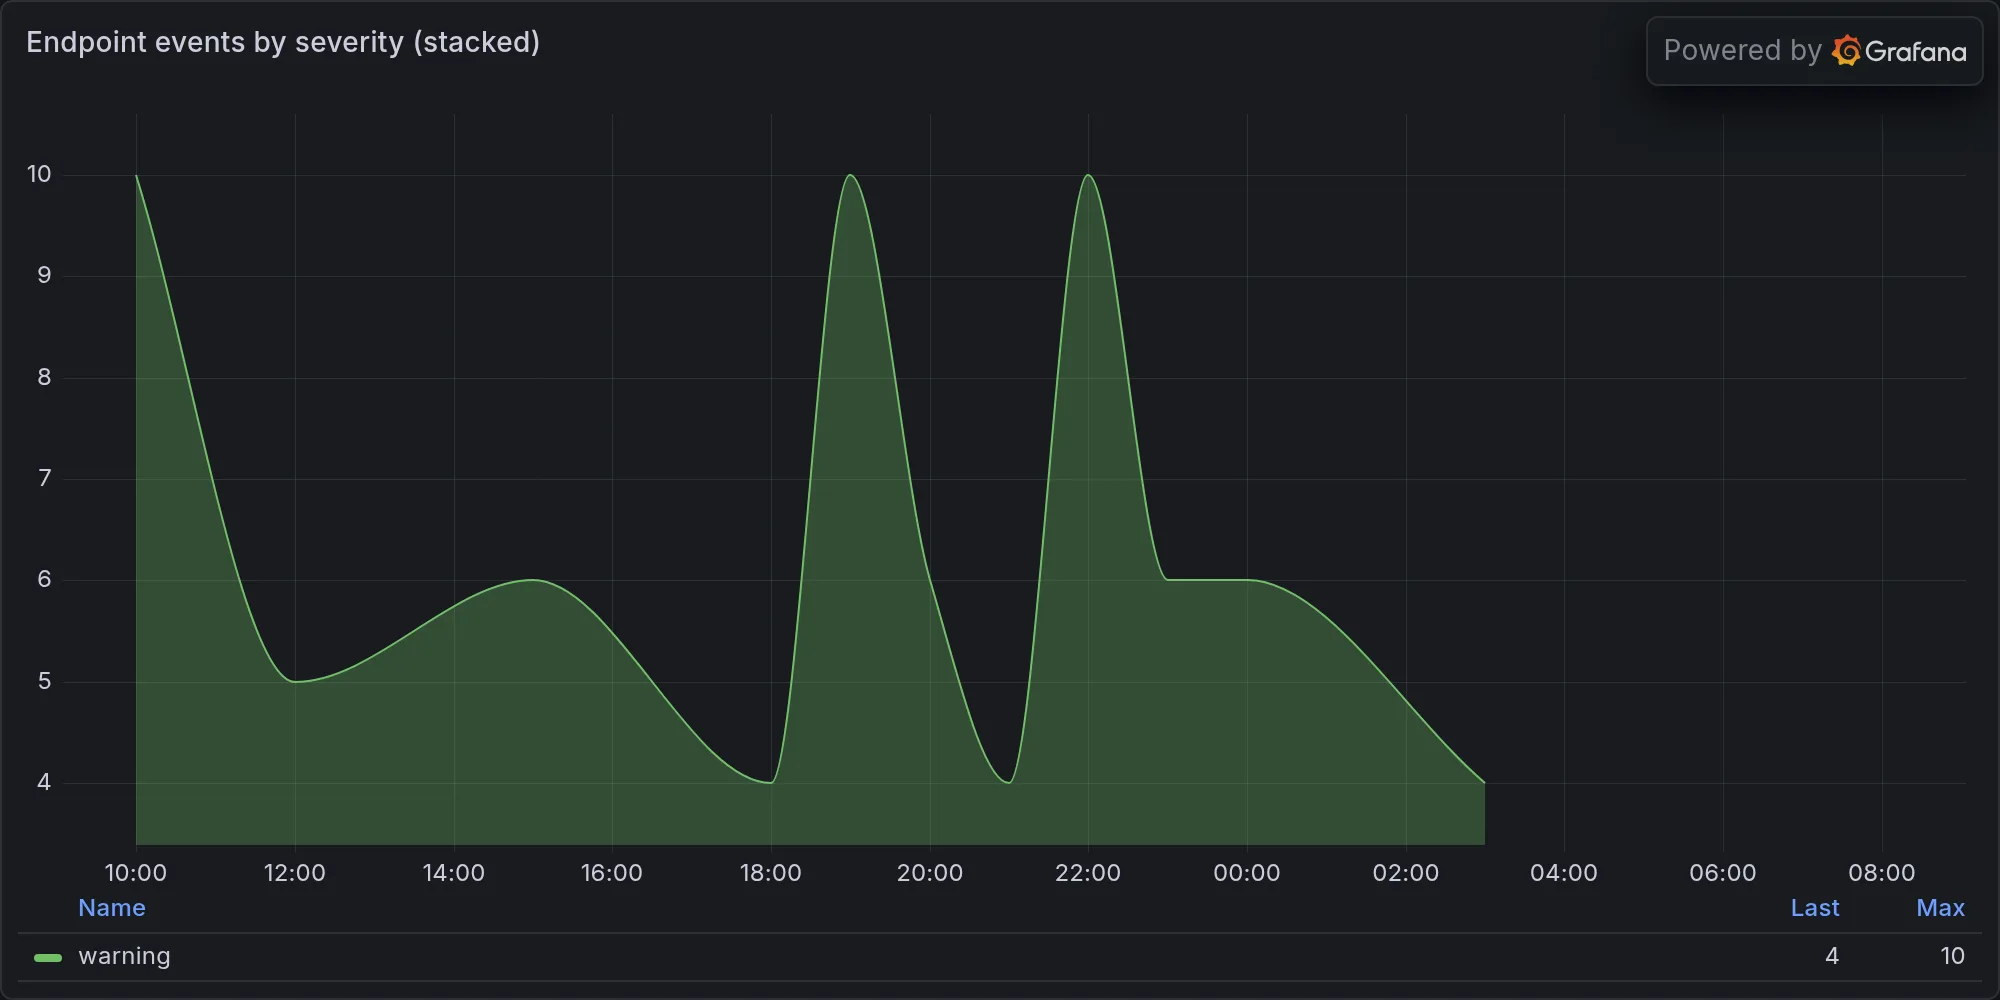 Endpoint events by severity (stacked)
Powered by Grafana
10
9
8
7
6
5
4
10:00 12:00 14:00 16:00 18:00 20:00 22:00 00:00 02:00 04:00 06:00 08:00
Name Last Max
warning 4 10